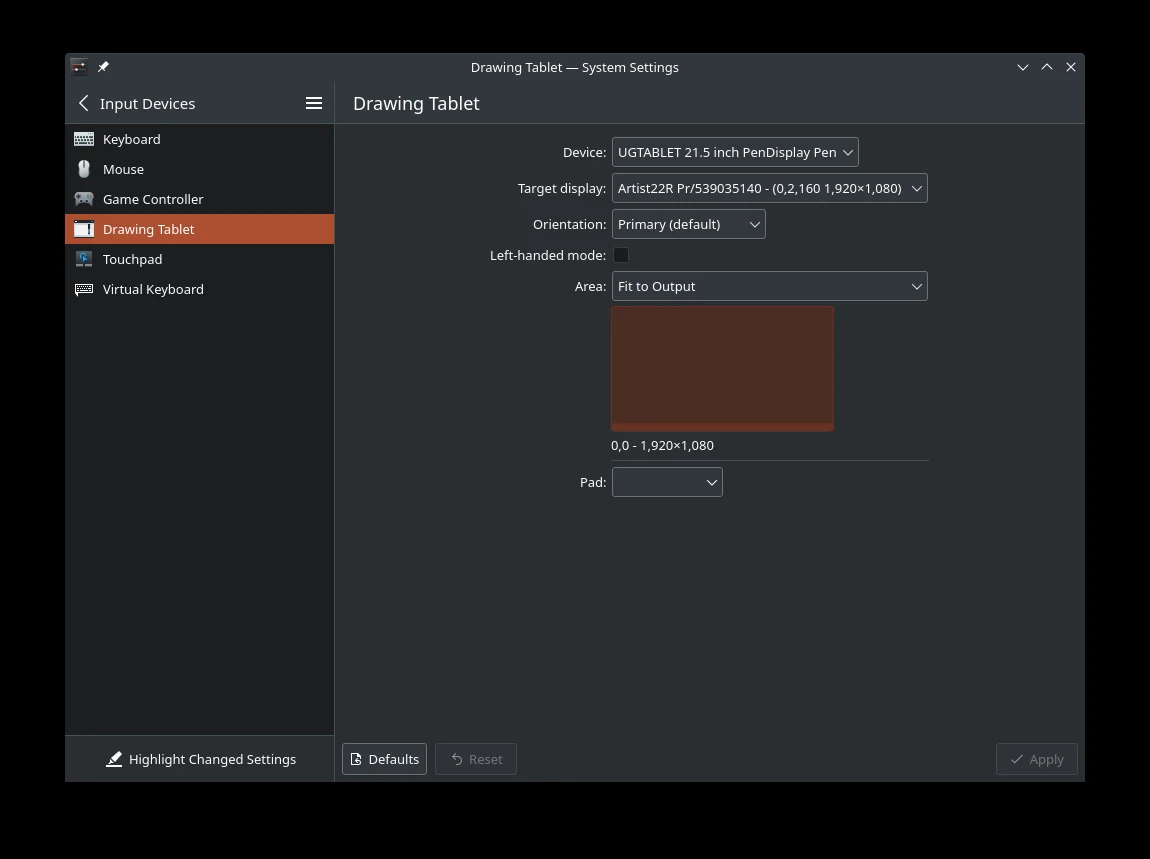 Drawing Tablet — System Settings
Input Devices
Drawing Tablet
Keyboard
Mouse
Game Controller
Drawing Tablet
Touchpad
Virtual Keyboard
Device: UGTABLET 21.5 inch PenDisplay Pen
Target display: Artist22R Pr/539035140 - (0,2,160 1,920×1,080)
Orientation: Primary (default)
Left-handed mode:
Area: Fit to Output
0,0 - 1,920×1,080
Pad:
Highlight Changed Settings
Defaults
Reset
Apply